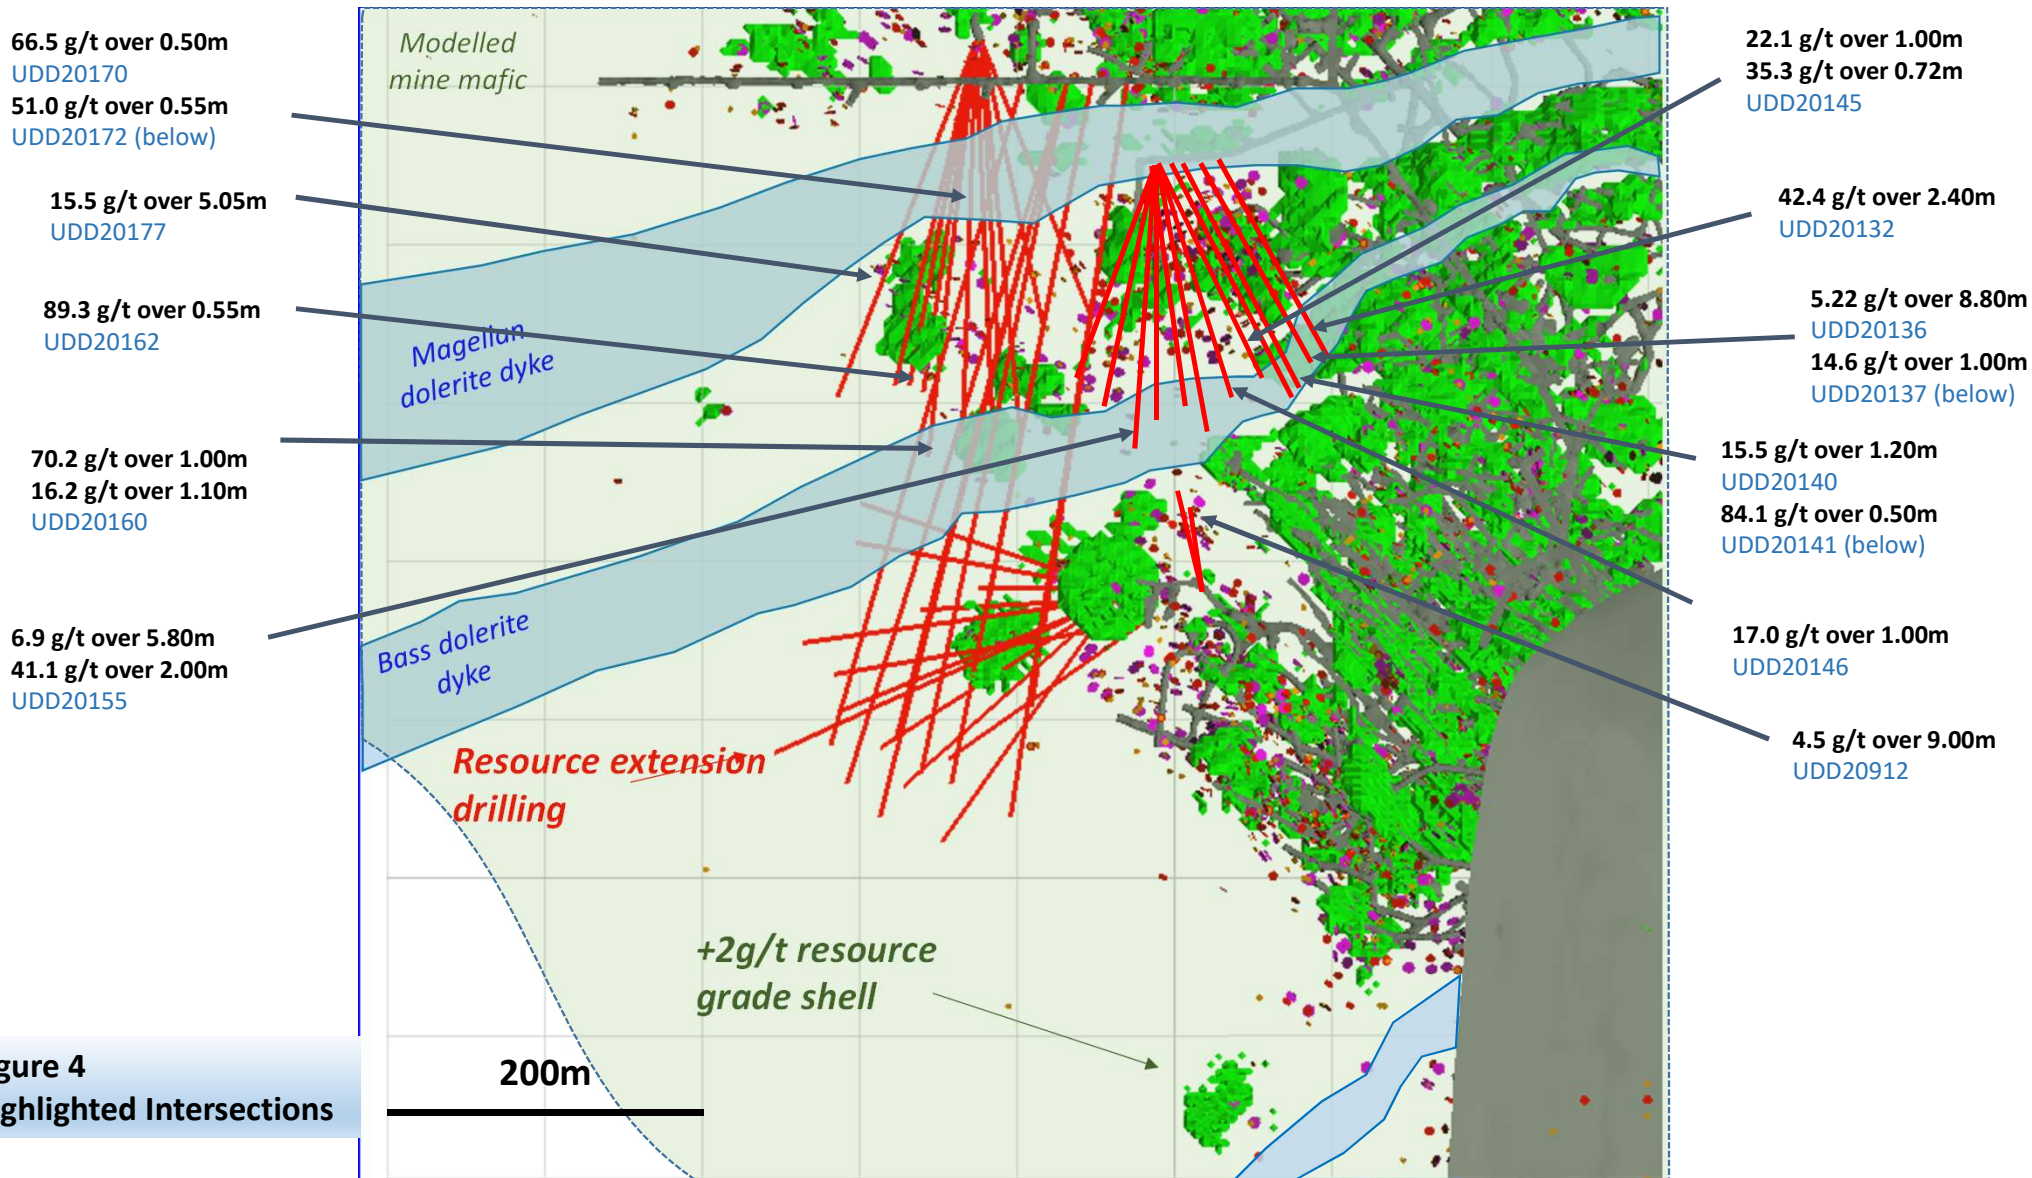 66.5 g/t over 0.50m
UDD20170
51.0 g/t over 0.55m
UDD20172 (below)
15.5 g/t over 5.05m
UDD20177
89.3 g/t over 0.55m
UDD20162
70.2 g/t over 1.00m
16.2 g/t over 1.10m
UDD20160
6.9 g/t over 5.80m
41.1 g/t over 2.00m
UDD20155
Modelled
mine mafic
Magellan
dolerite dyke
Bass dolerite
dyke
Resource extension
drilling
+2g/t resource
grade shell
200m
gure 4
ghlighted Intersections
22.1 g/t over 1.00m
35.3 g/t over 0.72m
UDD20145
42.4 g/t over 2.40m
UDD20132
5.22 g/t over 8.80m
UDD20136
14.6 g/t over 1.00m
UDD20137 (below)
15.5 g/t over 1.20m
UDD20140
84.1 g/t over 0.50m
UDD20141 (below)
17.0 g/t over 1.00m
UDD20146
4.5 g/t over 9.00m
UDD20912